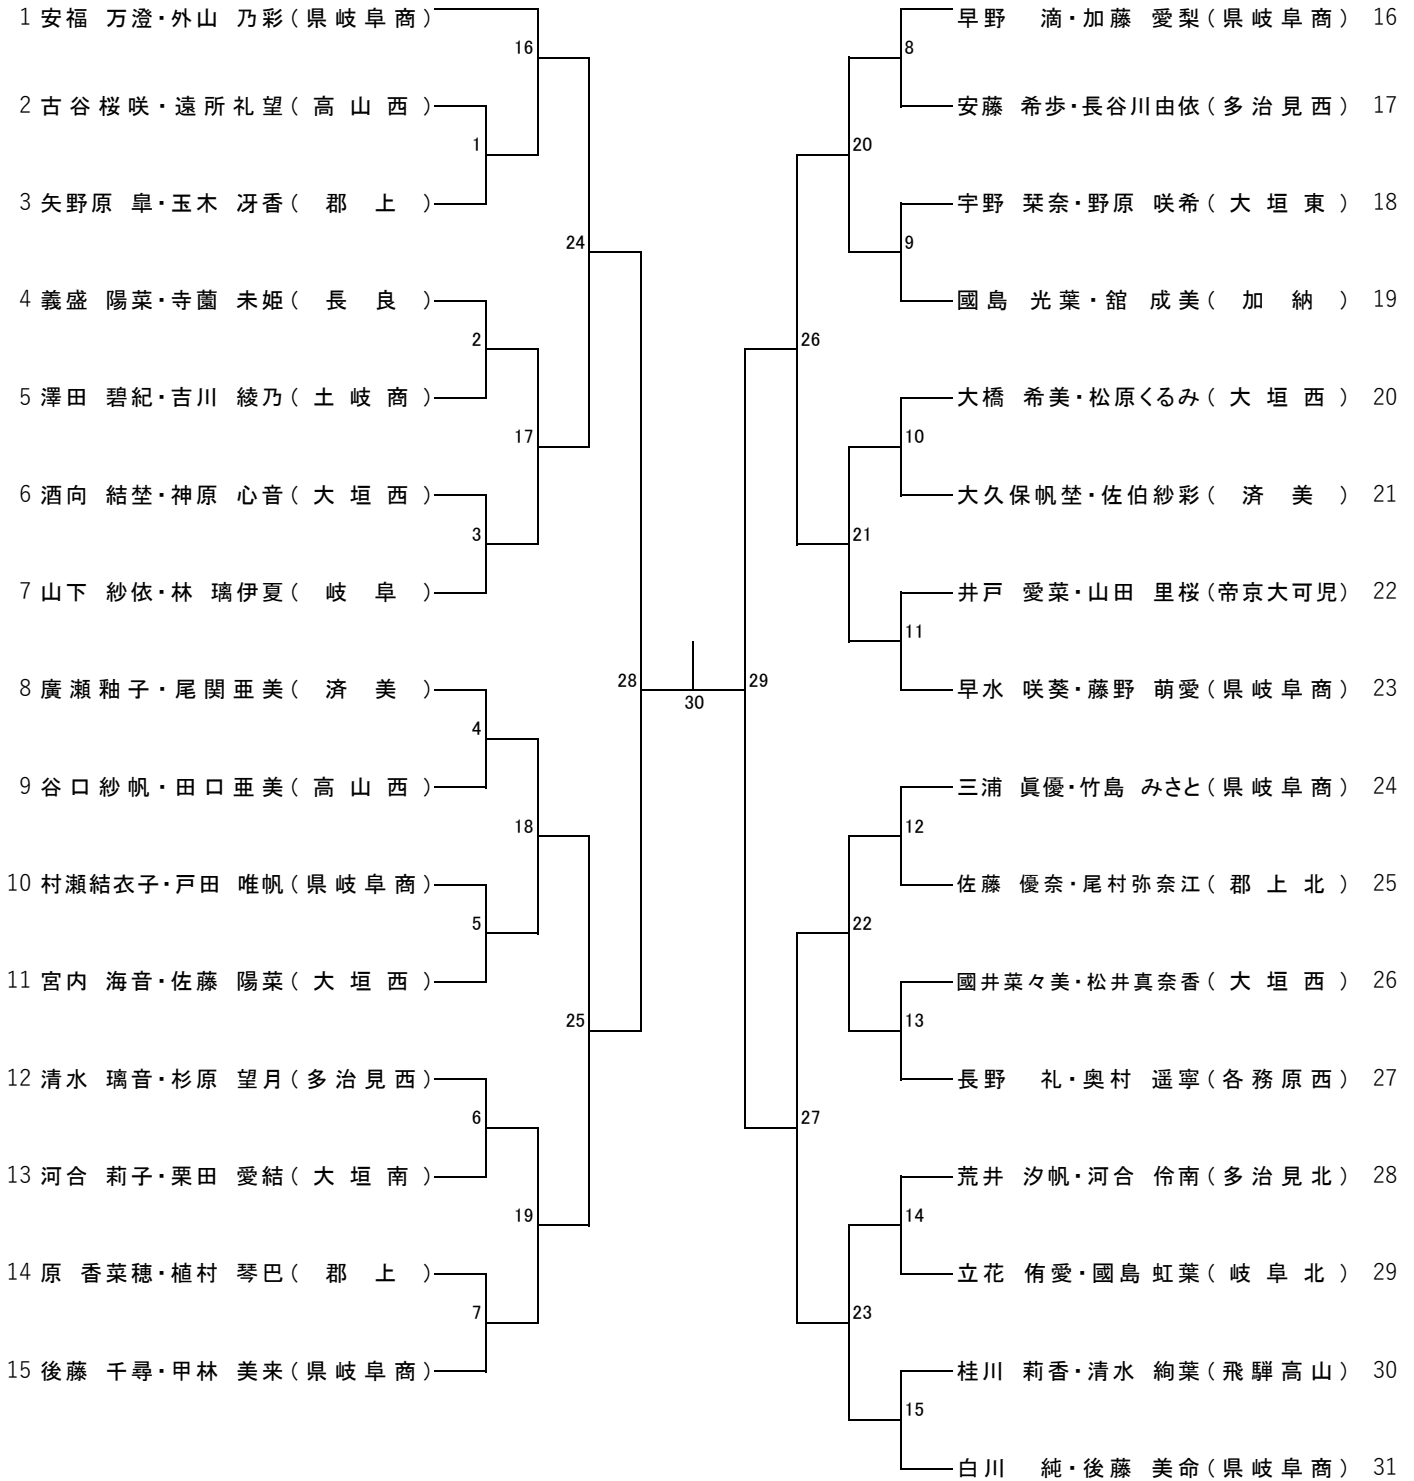 1 安福 万澄・外山 乃彩(県岐阜商)
2 古谷桜咲・遠所礼望(高山西)
3 矢野原 皐・玉木 冴香(郡上)
4 義盛 陽菜・寺薗 未姫(長良)
5 澤田 碧紀・吉川 綾乃(土岐商)
6 酒向 結埜・神原 心音(大垣西)
7 山下 紗依・林 璃伊夏(岐阜)
8 廣瀬釉子・尾関亜美(済美)
9 谷口紗帆・田口亜美(高山西)
10 村瀬結衣子・戸田 唯帆(県岐阜商)
11 宮内 海音・佐藤 陽菜(大垣西)
12 清水 璃音・杉原 望月(多治見西)
13 河合 莉子・栗田 愛結(大垣南)
14 原 香菜穂・植村 琴巴(郡上)
15 後藤 千尋・甲林 美来(県岐阜商)
16
1
24
2
17
3
28
4
18
5
25
6
19
7
30
29
8
20
9
26
10
21
11
12
22
13
27
14
23
15
早野 滴・加藤 愛梨(県岐阜商) 16
安藤 希歩・長谷川由依(多治見西) 17
宇野 栞奈・野原 咲希(大垣東) 18
國島 光葉・舘 成美(加納) 19
大橋 希美・松原くるみ(大垣西) 20
大久保帆埜・佐伯紗彩(済美) 21
井戸 愛菜・山田 里桜(帝京大可児) 22
早水 咲葵・藤野 萌愛(県岐阜商) 23
三浦 眞優・竹島 みさと(県岐阜商) 24
佐藤 優奈・尾村弥奈江(郡上北) 25
國井菜々美・松井真奈香(大垣西) 26
長野 礼・奥村 遥寧(各務原西) 27
荒井 汐帆・河合 伶南(多治見北) 28
立花 侑愛・國島 虹葉(岐阜北) 29
桂川 莉香・清水 絢葉(飛騨高山) 30
白川 純・後藤 美命(県岐阜商) 31